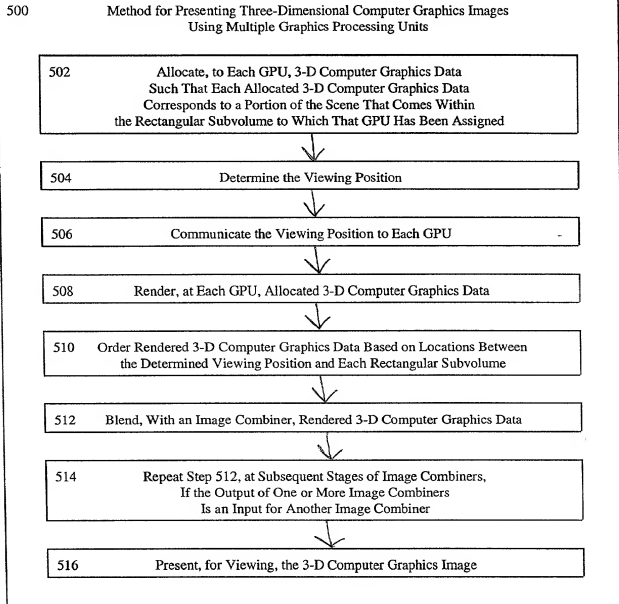 500 Method for Presenting Three-Dimensional Computer Graphics Images
Using Multiple Graphics Processing Units
502 Allocate, to Each GPU, 3-D Computer Graphics Data
Such That Each Allocated 3-D Computer Graphics Data
Corresponds to a Portion of the Scene That Comes Within
the Rectangular Subvolume to Which That GPU Has Been Assigned
504 Determine the Viewing Position
506 Communicate the Viewing Position to Each GPU
508 Render, at Each GPU, Allocated 3-D Computer Graphics Data
510 Order Rendered 3-D Computer Graphics Data Based on Locations Between
the Determined Viewing Position and Each Rectangular Subvolume
512 Blend, With an Image Combiner, Rendered 3-D Computer Graphics Data
514 Repeat Step 512, at Subsequent Stages of Image Combiners,
If the Output of One or More Image Combiners
Is an Input for Another Image Combiner
516 Present, for Viewing, the 3-D Computer Graphics Image